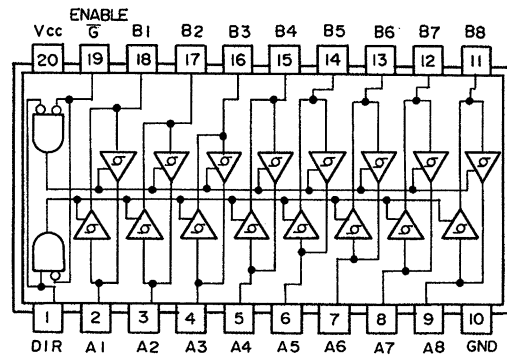 ENABLE
Vcc G B1 B2 B3 B4 B5 B6 B7 B8
20 19 18 17 16 15 14 13 12 11
1 2 3 4 5 6 7 8 9 10
DIR A1 A2 A3 A4 A5 A6 A7 A8 GND